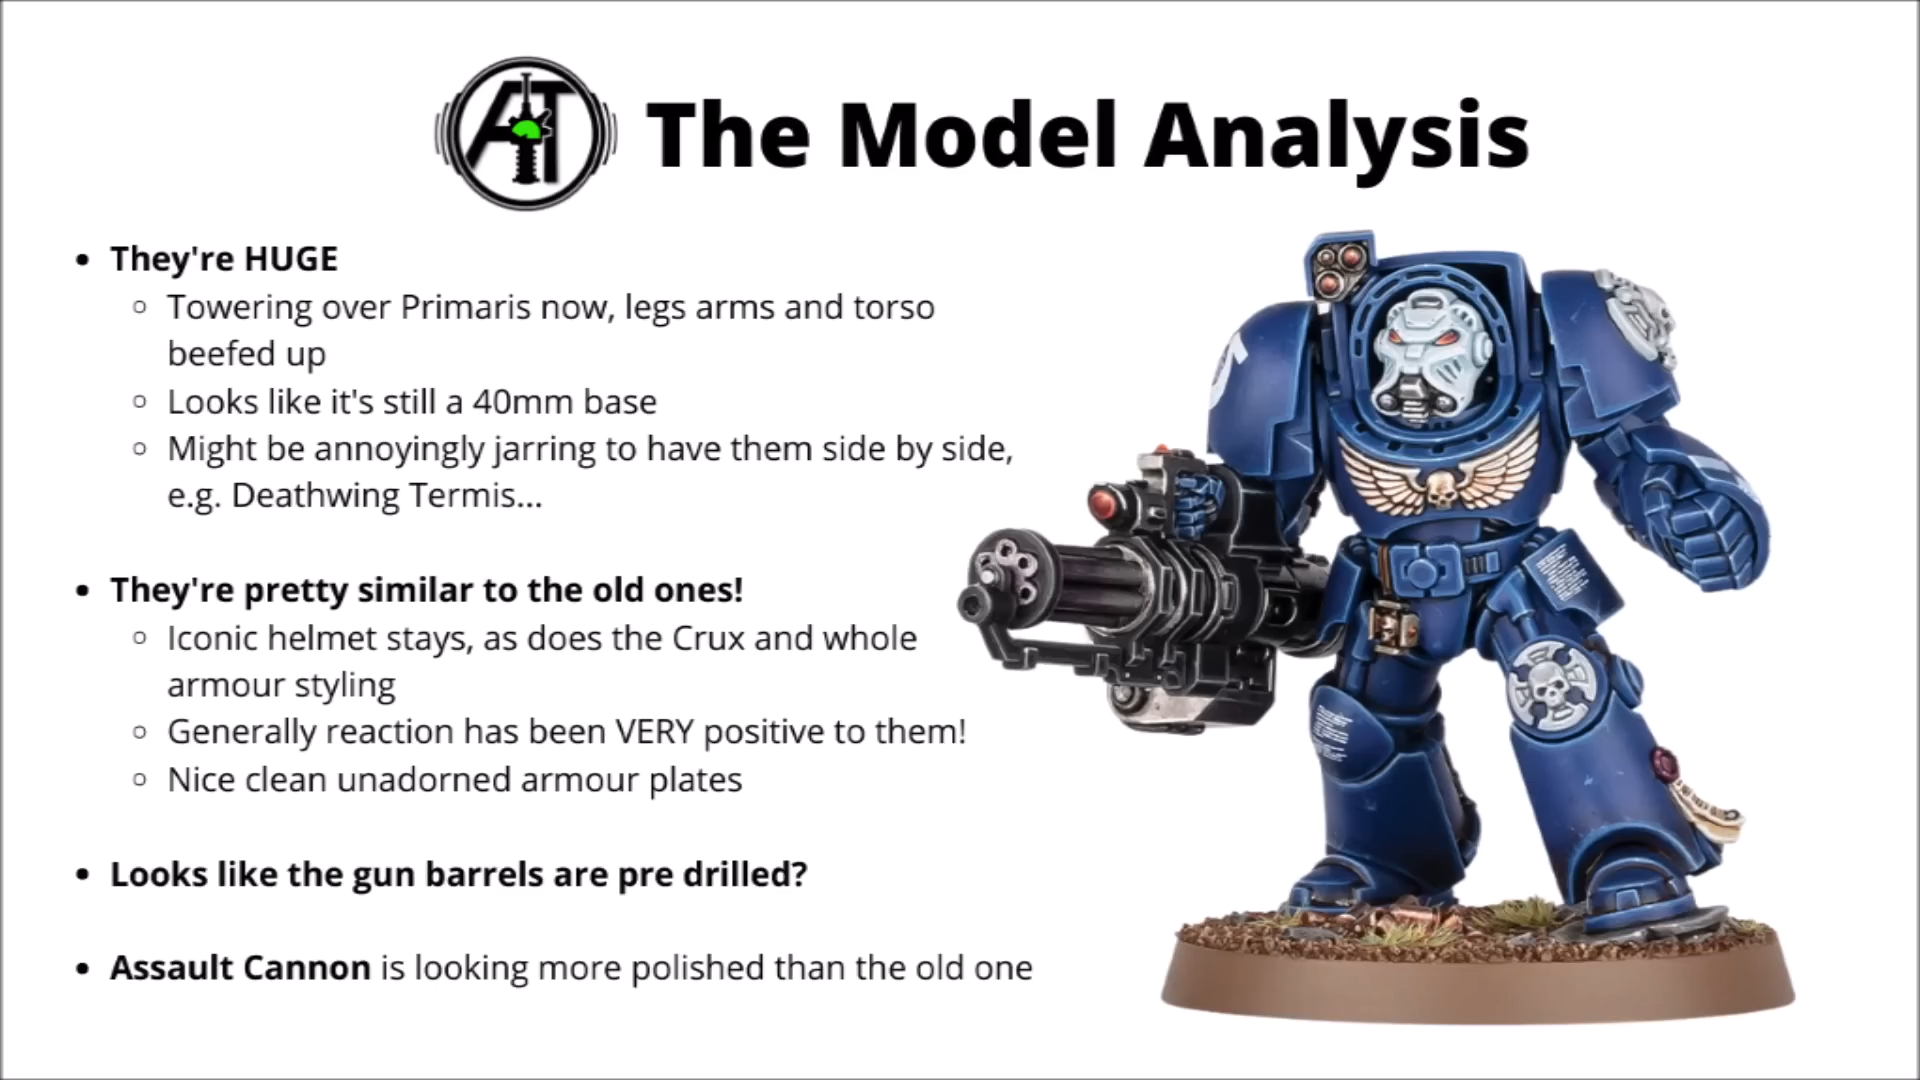 AT
The Model Analysis
• They're HUGE
○ Towering over Primaris now, legs arms and torso
beefed up
○ Looks like it's still a 40mm base
○ Might be annoyingly jarring to have them side by side,
e.g. Deathwing Termis...
• They're pretty similar to the old ones!
○ Iconic helmet stays, as does the Crux and whole
armour styling
○ Generally reaction has been VERY positive to them!
○ Nice clean unadorned armour plates
• Looks like the gun barrels are pre drilled?
• Assault Cannon is looking more polished than the old one